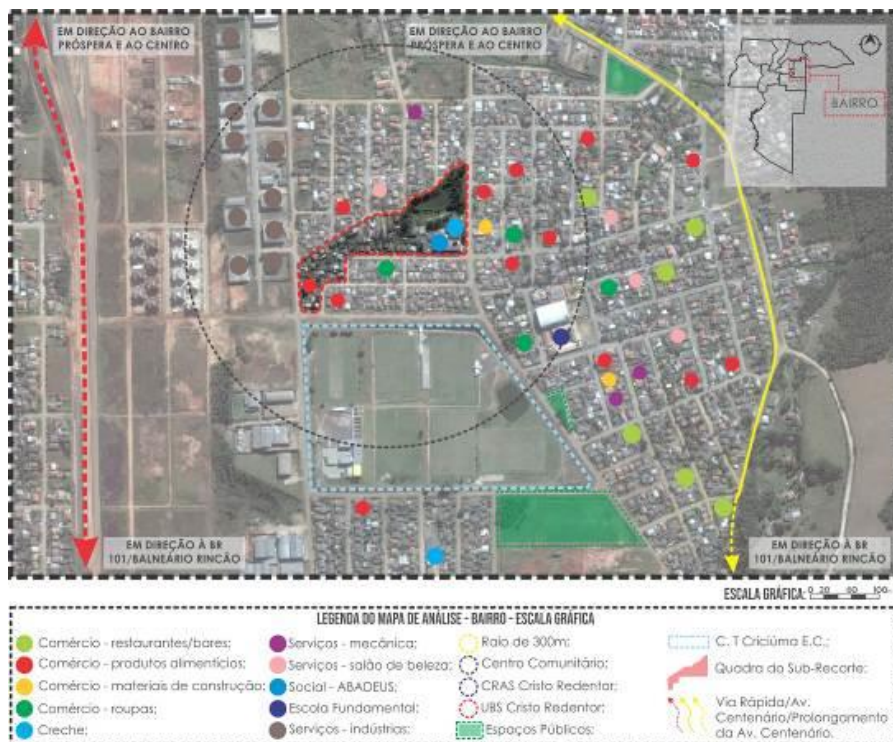 EM DIREÇÃO AO BAIRRO
PRÓSPERA E AO CENTRO
EM DIREÇÃO AO BAIRRO
PRÓSPERA E AO CENTRO
BAIRRO
EM DIREÇÃO À BR
101/BALNEÁRIO RINCÃO
EM DIREÇÃO À BR
101/BALNEÁRIO RINCÃO
ESCALA GRÁFICA: 0 20 60 100
LEGENDA DO MAPA DE ANÁLISE - BAIRRO - ESCALA GRÁFICA
Comércio - restaurantes/bares;
Comércio - produtos alimentícios;
Comércio - materiais de construção;
Comércio - roupas;
Creche;
Serviços - mecânica;
Serviços - salão de beleza;
Social - ABADEUS;
Escola Fundamental;
Serviços - indústrias;
Raio de 300m;
Centro Comunitário;
CRAS Cristo Redentor;
UBS Cristo Redentor;
Espaços Públicos;
C. T Criciúma E.C.;
Quadra do Sub-Recorte;
Via Rápida/Av.
Centenário/Prolongamento
da Av. Centenário.